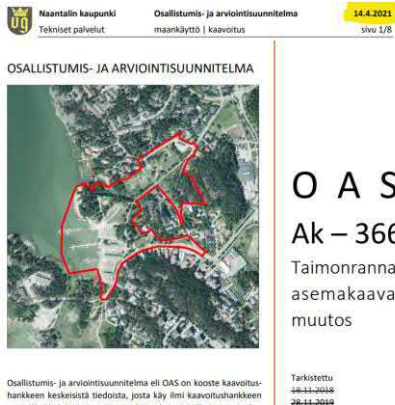 Naantalin kaupunki
Tekniset palvelut
Osallistumis- ja arviointisuunnitelma
maankäyttö | kaavoitus
14.4.2021
sivu 1/8
OSALLISTUMIS- JA ARVIOINTISUUNNITELMA
O A S
Ak – 366
Taimonranna
asemakaava
muutos
Tarkistettu
18.11.2018
28.11.2019
Osallistumis- ja arviointisuunnitelma eli OAS on kooste kaavoitus-
hankkeen keskeisistä tiedoista, josta käy ilmi kaavoitushankkeen